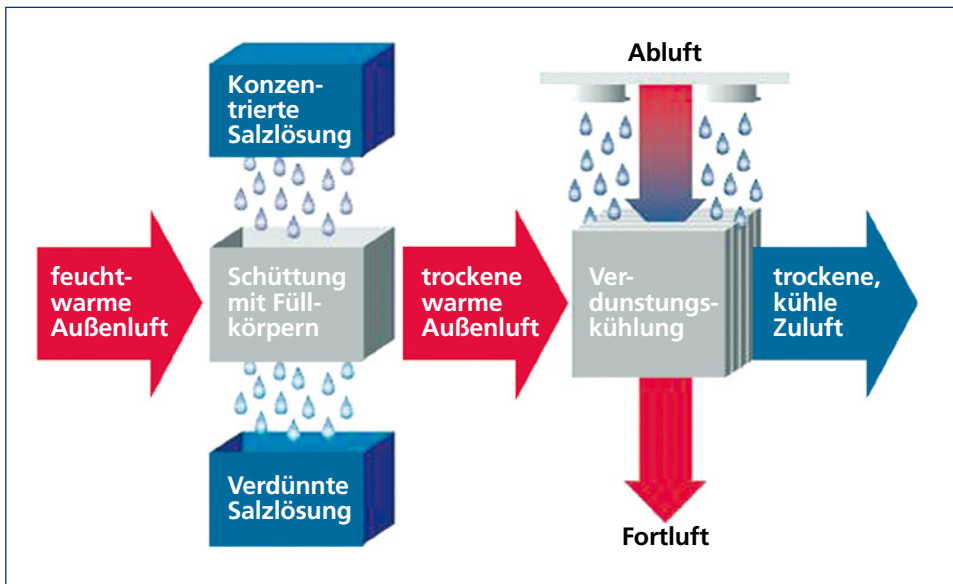 Konzen-
trierte
Salzlösung
Abluft
feucht-
warme
Außenluft
Schüttung
mit Füll-
körpern
trockene
warme
Außenluft
Ver-
dunstungs-
kühlung
trockene,
kühle
Zuluft
Verdünnte
Salzlösung
Fortluft